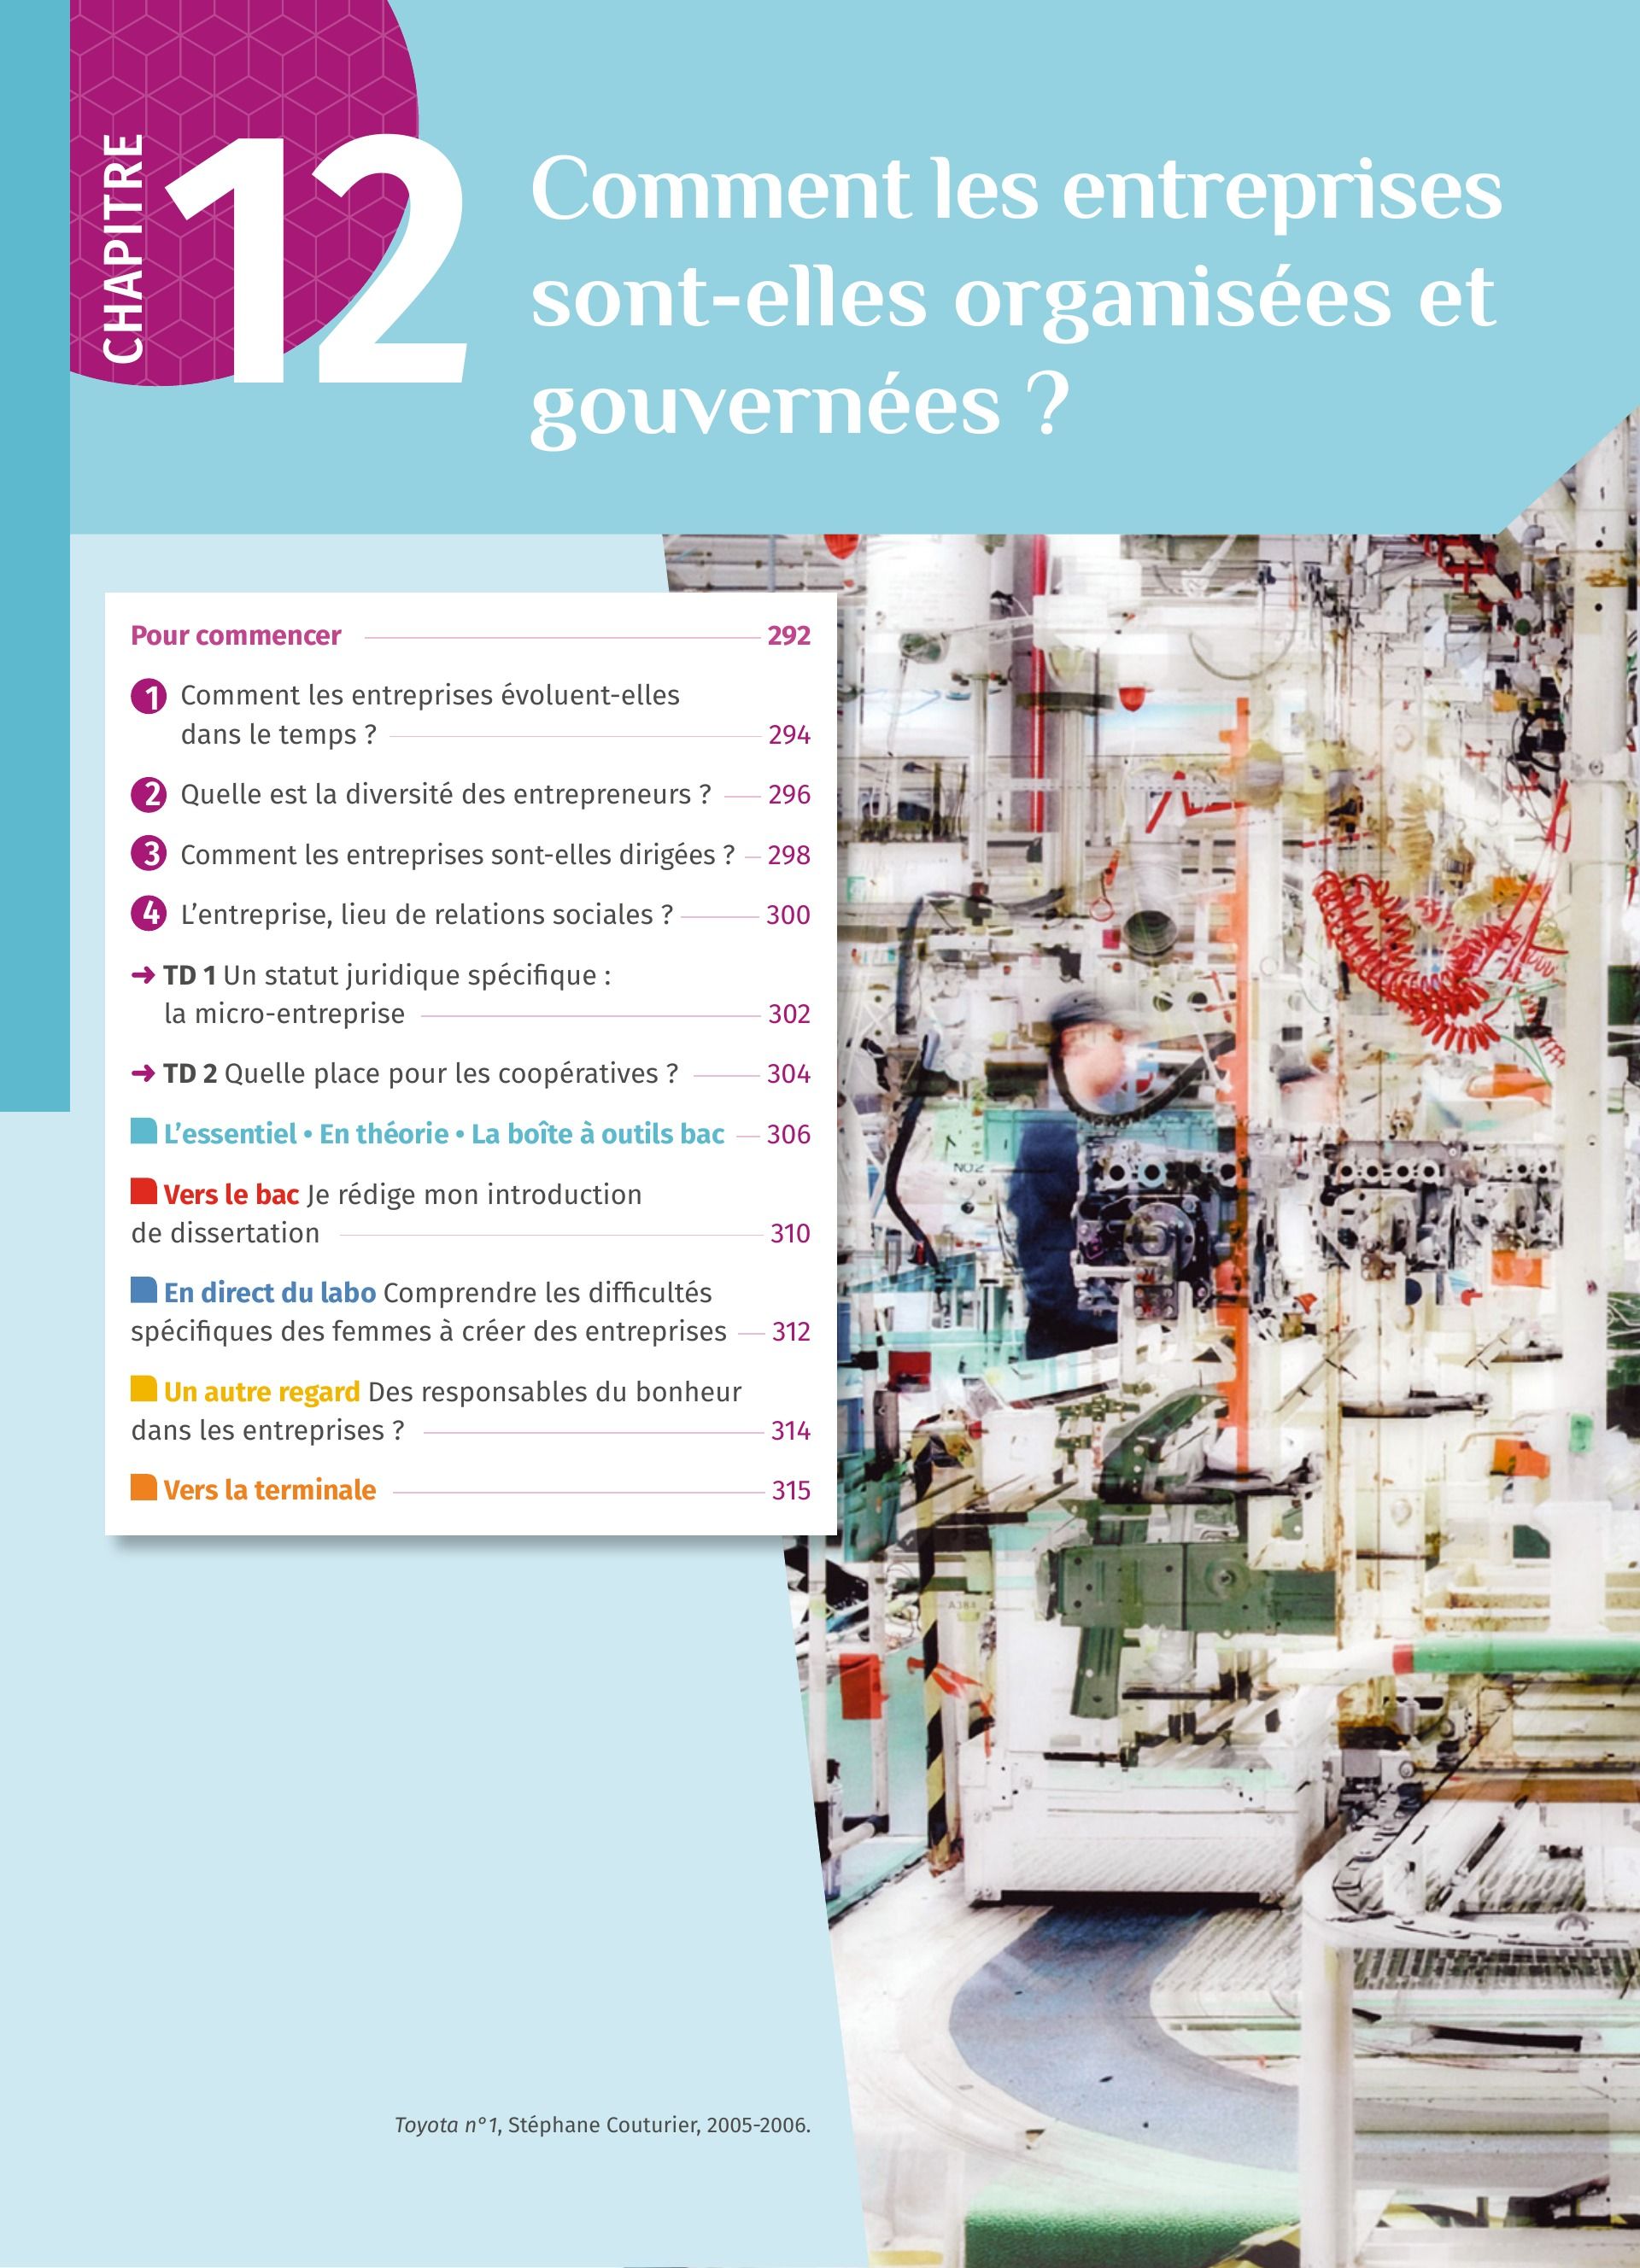 CHAPITRE
12
Comment les entreprises
sont-elles organisées et
gouvernées ?
Pour commencer 292
1 Comment les entreprises évoluent-elles
dans le temps ? 294
2 Quelle est la diversité des entrepreneurs ? 296
3 Comment les entreprises sont-elles dirigées ? 298
4 L’entreprise, lieu de relations sociales ? 300
➜ TD 1 Un statut juridique spécifique :
la micro-entreprise 302
➜ TD 2 Quelle place pour les coopératives ? 304
L’essentiel • En théorie • La boîte à outils bac 306
Vers le bac Je rédige mon introduction
de dissertation 310
En direct du labo Comprendre les difficultés
spécifiques des femmes à créer des entreprises 312
Un autre regard Des responsables du bonheur
dans les entreprises ? 314
Vers la terminale 315
NO2
A384
Toyota n°1, Stéphane Couturier, 2005-2006.